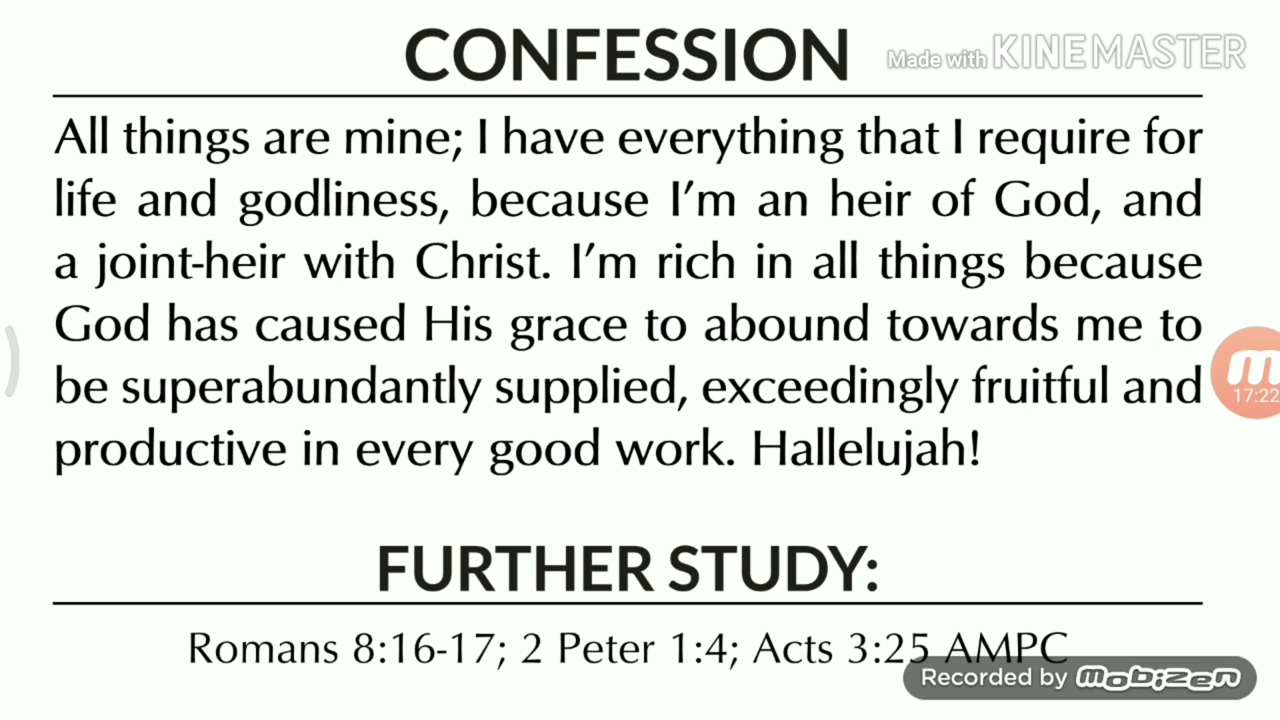 CONFESSION
Made with KINEMASTER
All things are mine; I have everything that I require for
life and godliness, because I'm an heir of God, and
a joint-heir with Christ. I'm rich in all things because
God has caused His grace to abound towards me to
be superabundantly supplied, exceedingly fruitful and
productive in every good work. Hallelujah!
17:22
FURTHER STUDY:
Romans 8:16-17; 2 Peter 1:4; Acts 3:25 AMPC
Recorded by mobizen